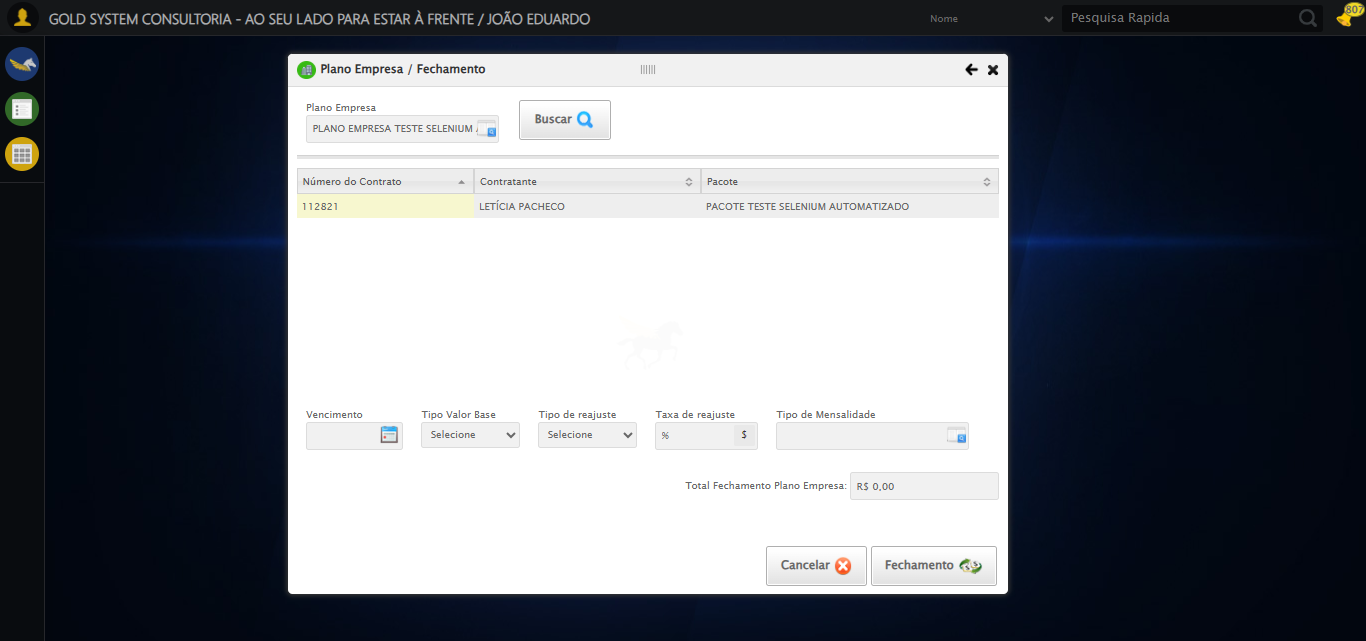 GOLD SYSTEM CONSULTORIA - AO SEU LADO PARA ESTAR À FRENTE / JOÃO EDUARDO
Nome
Pesquisa Rapida
807
Plano Empresa / Fechamento
Plano Empresa
PLANO EMPRESA TESTE SELENIUM
Buscar
Número do Contrato Contratante Pacote
112821 LETÍCIA PACHECO PACOTE TESTE SELENIUM AUTOMATIZADO
Vencimento Tipo Valor Base Tipo de reajuste Taxa de reajuste Tipo de Mensalidade
Selecione Selecione % $
Total Fechamento Plano Empresa: R$ 0,00
Cancelar Fechamento